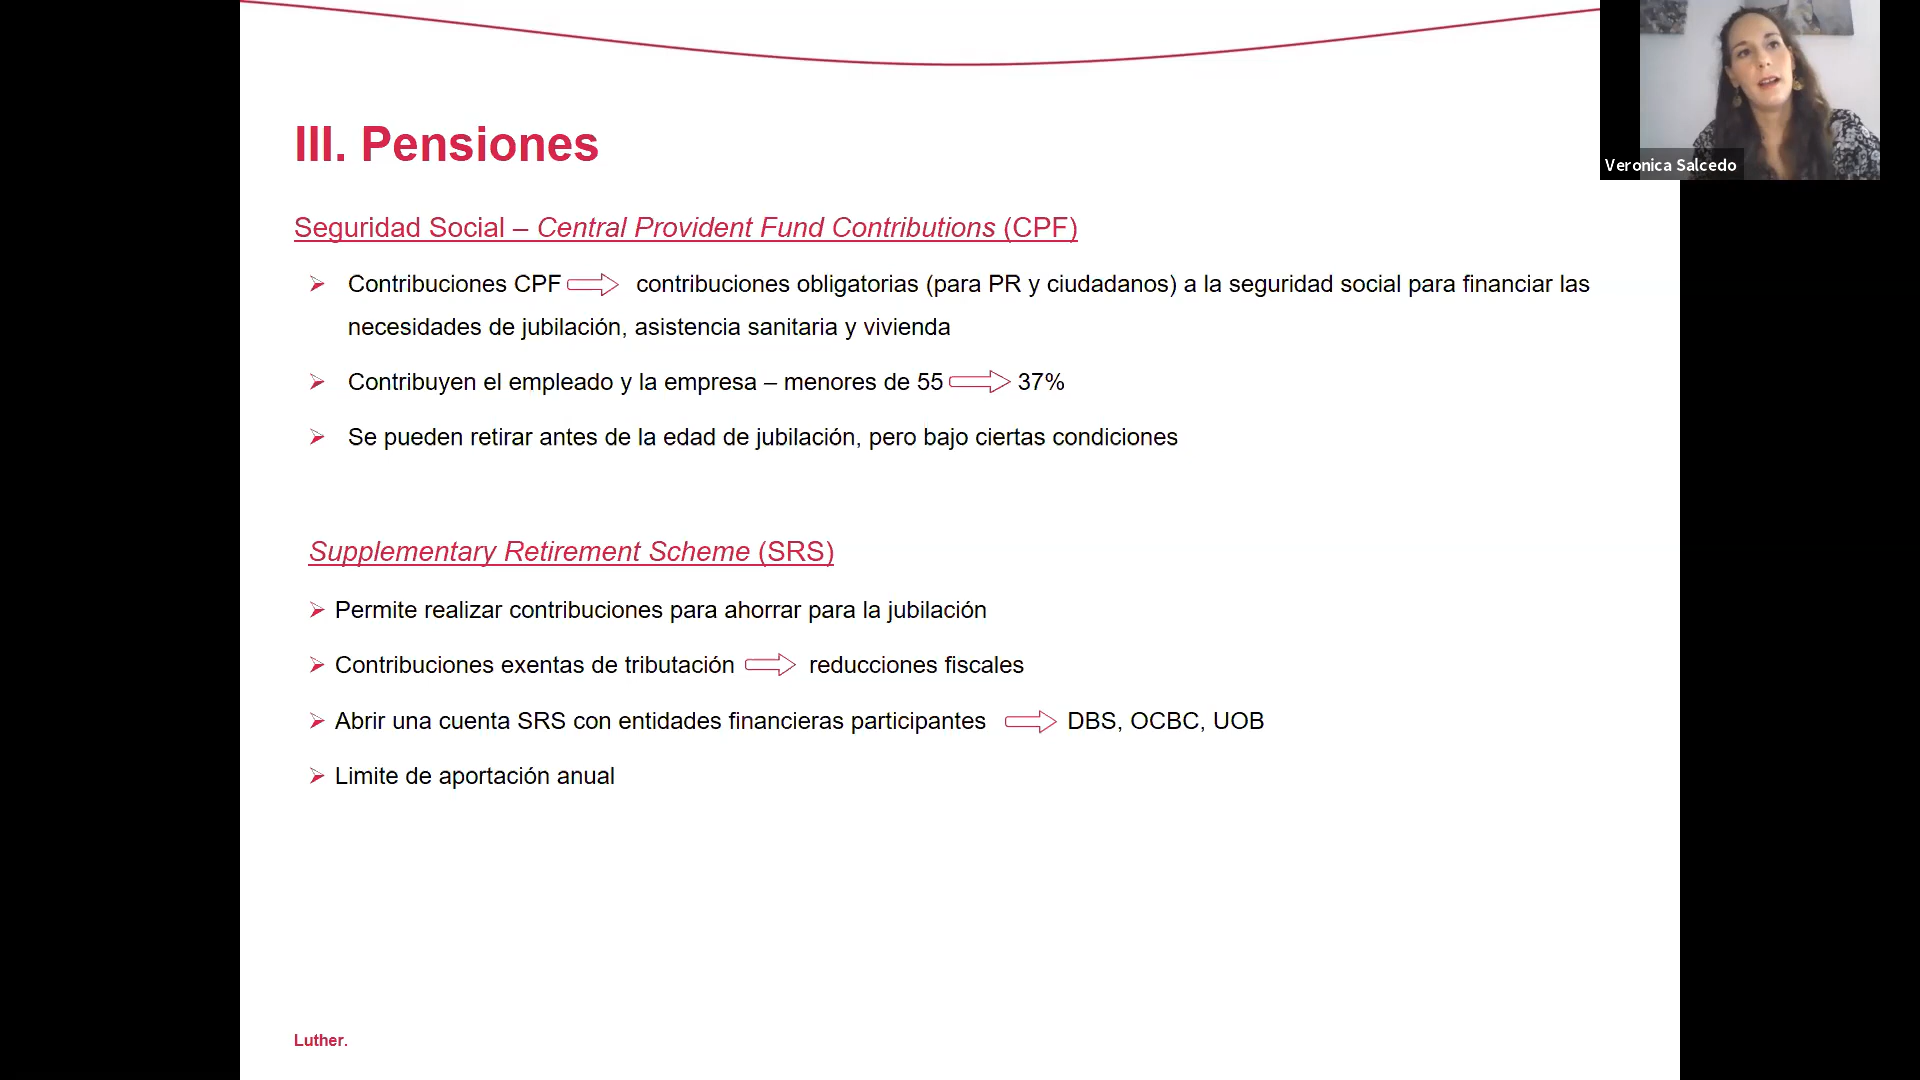 Veronica Salcedo
III. Pensiones
Seguridad Social – Central Provident Fund Contributions (CPF)
Contribuciones CPF contribuciones obligatorias (para PR y ciudadanos) a la seguridad social para financiar las
necesidades de jubilación, asistencia sanitaria y vivienda
Contribuyen el empleado y la empresa – menores de 55 37%
Se pueden retirar antes de la edad de jubilación, pero bajo ciertas condiciones
Supplementary Retirement Scheme (SRS)
Permite realizar contribuciones para ahorrar para la jubilación
Contribuciones exentas de tributación reducciones fiscales
Abrir una cuenta SRS con entidades financieras participantes DBS, OCBC, UOB
Limite de aportación anual
Luther.